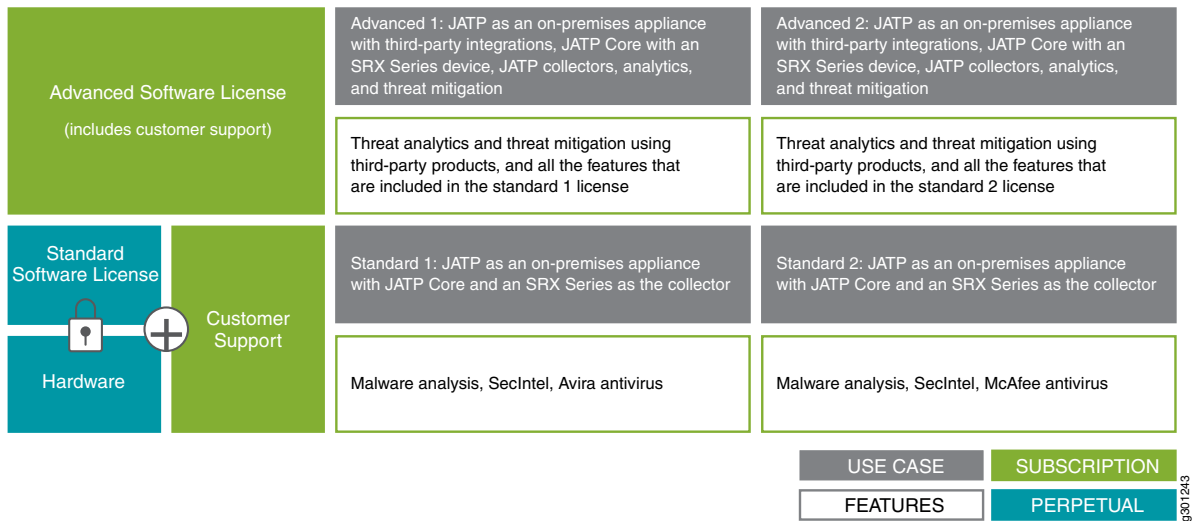 Advanced Software License
(includes customer support)
Advanced 1: JATP as an on-premises appliance
with third-party integrations, JATP Core with an
SRX Series device, JATP collectors, analytics,
and threat mitigation
Advanced 2: JATP as an on-premises appliance
with third-party integrations, JATP Core with an
SRX Series device, JATP collectors, analytics,
and threat mitigation
Threat analytics and threat mitigation using
third-party products, and all the features that
are included in the standard 1 license
Threat analytics and threat mitigation using
third-party products, and all the features that
are included in the standard 2 license
Standard
Software License
Hardware
Customer
Support
Standard 1: JATP as an on-premises appliance
with JATP Core and an SRX Series as the collector
Standard 2: JATP as an on-premises appliance
with JATP Core and an SRX Series as the collector
Malware analysis, SecIntel, Avira antivirus
Malware analysis, SecIntel, McAfee antivirus
USE CASE
SUBSCRIPTION
FEATURES
PERPETUAL
g301243